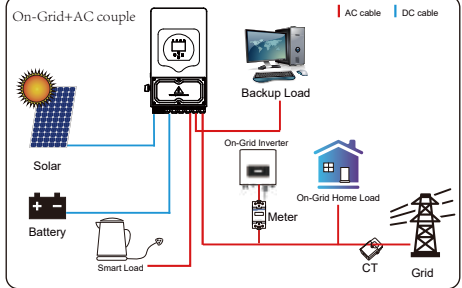 On-Grid+AC couple
AC cable
DC cable
Backup Load
On-Grid Inverter
Solar
On-Grid Home Load
Meter
Battery
Smart Load
CT
Grid